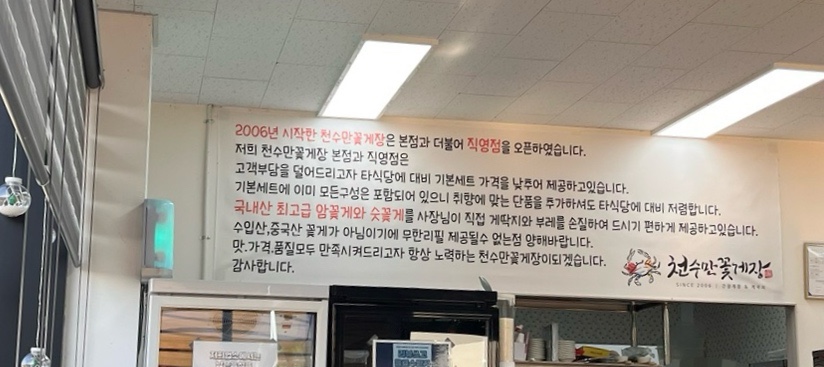 2006년 시작한 천수만꽃게장은 본점과 더불어 직영점을 오픈하였습니다.
저희 천수만꽃게장 본점과 직영점은
고객부담을 덜어드리고자 타식당에 대비 기본세트 가격을 낮추어 제공하고있습니다.
기본세트에 이미 모든구성은 포함되어 있으니 취향에 맞는 단품을 추가하셔도 타식당에 대비 저렴합니다.
국내산 최고급 암꽃게와 숫꽃게를 사장님이 직접 게딱지와 부레를 손질하여 드시기 편하게 제공하고있습니다.
수입산,중국산 꽃게가 아님이기에 무한리필 제공될수 없는점 양해바랍니다.
맛.가격.품질모두 만족시켜드리고자 항상 노력하는 천수만꽃게장이되겠습니다.
감사합니다.
천수만꽃게장
SINCE 2006